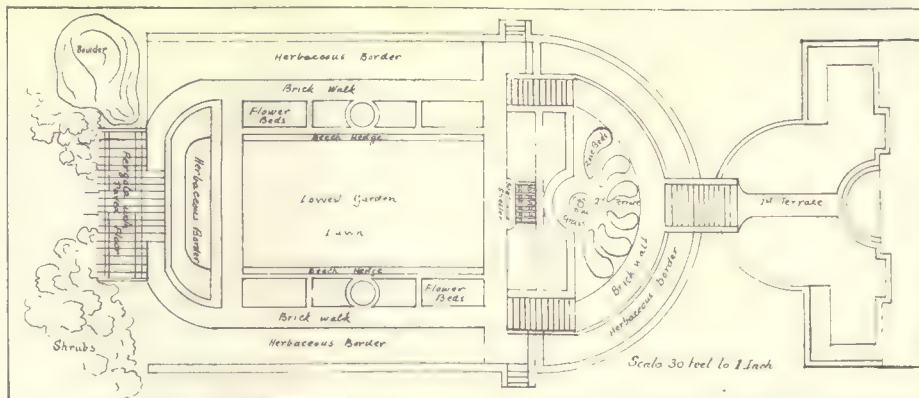 Boulder
Herbaceous Border
Brick Walk
Flower
Beds
Beech Hedge
Pergola with
Paved Floor
Herbaceous Border
Lower Garden
Lawn
Beech Hedge
Flower
Beds
Brick walk
Herbaceous Border
Shrubs
Beds
2nd Terrace
Grass
Brick wall
Herbaceous border
1st Terrace
Scale 30 feet to 1 Inch